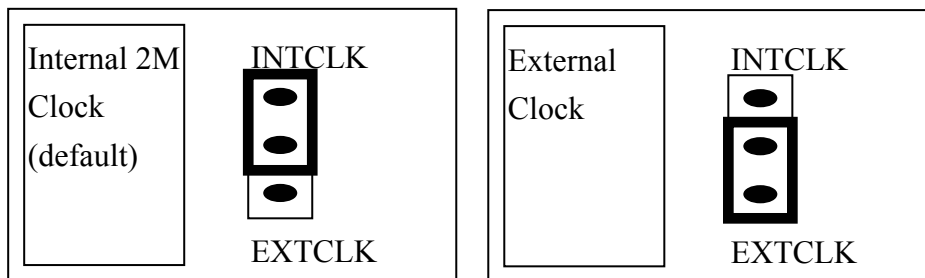 Internal 2M
Clock
(default)
INTCLK
EXTCLK
External
Clock
INTCLK
EXTCLK